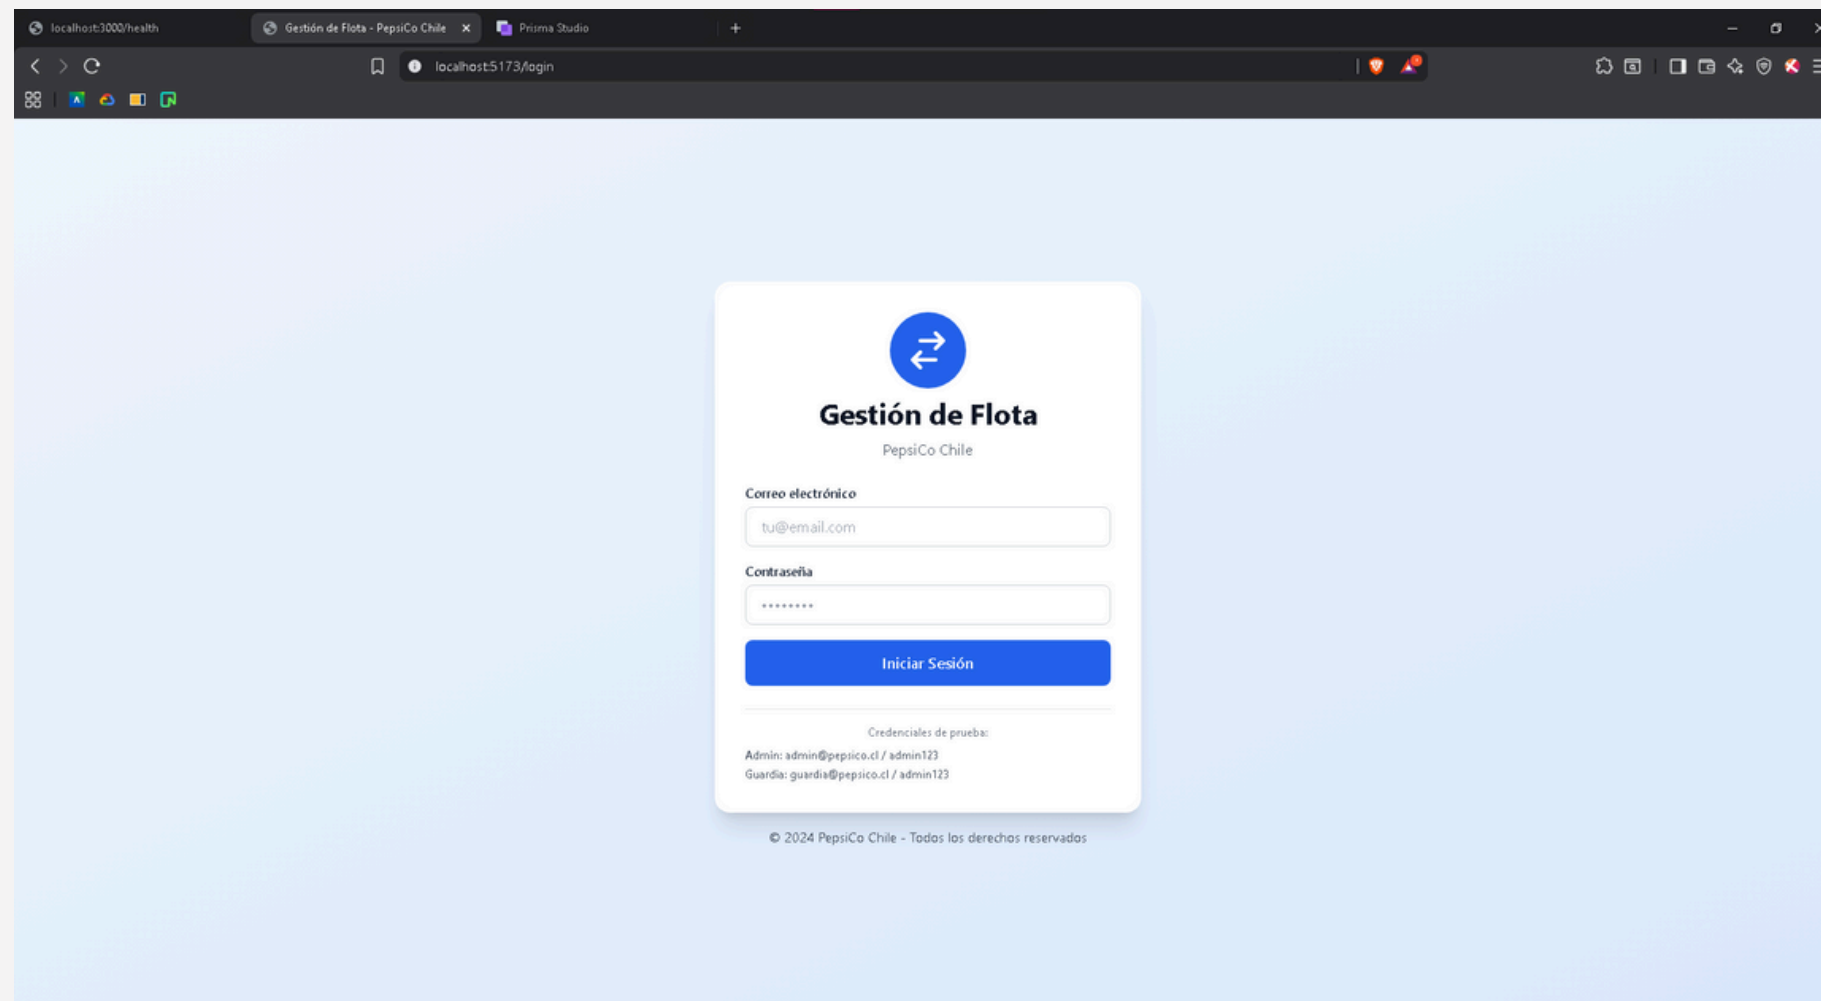 localhost:3000/health
Gestión de Flota - PepsiCo Chile
Prisma Studio
localhost:5173/login
Gestión de Flota
PepsiCo Chile
Correo electrónico
tu@email.com
Contraseña
••••••••
Iniciar Sesión
Credenciales de prueba:
Admin: admin@pepsico.cl / admin123
Guardia: guardia@pepsico.cl / admin123
© 2024 PepsiCo Chile - Todos los derechos reservados